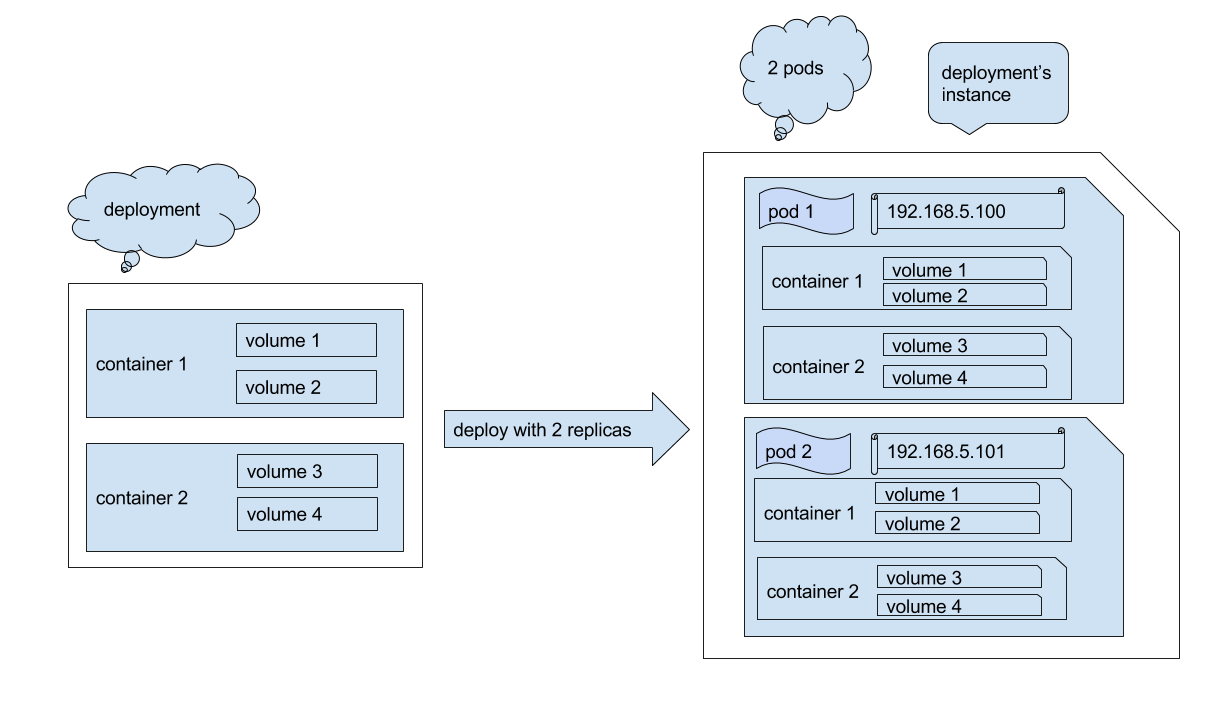 deployment
container 1
volume 1
volume 2
container 2
volume 3
volume 4
deploy with 2 replicas
2 pods
deployment's
instance
pod 1
192.168.5.100
container 1
volume 1
volume 2
container 2
volume 3
volume 4
pod 2
192.168.5.101
container 1
volume 1
volume 2
container 2
volume 3
volume 4